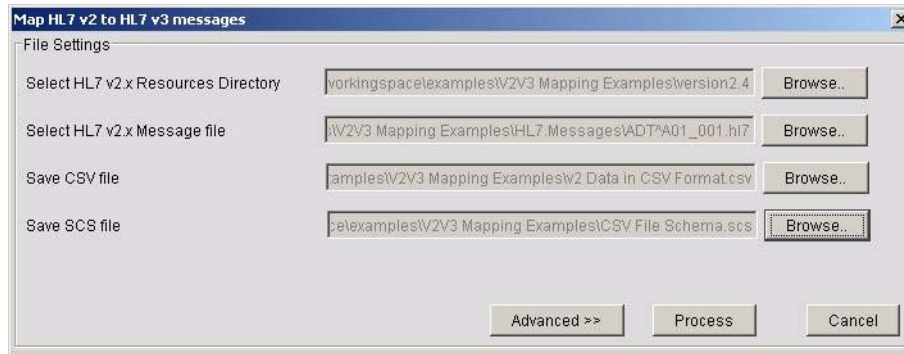 Map HL7 v2 to HL7 v3 messages
File Settings
Select HL7 v2.x Resources Directory
workingspace\examples\V2V3 Mapping Examples\version2.4
Browse..
Select HL7 v2.x Message file
s\V2V3 Mapping Examples\HL7.Messages\ADT^A01_001.hl7
Browse..
Save CSV file
amples\V2V3 Mapping Examples\v2 Data in CSV Format.csv
Browse..
Save SCS file
ce\examples\V2V3 Mapping Examples\CSV File Schema.scs
Browse..
Advanced >>
Process
Cancel